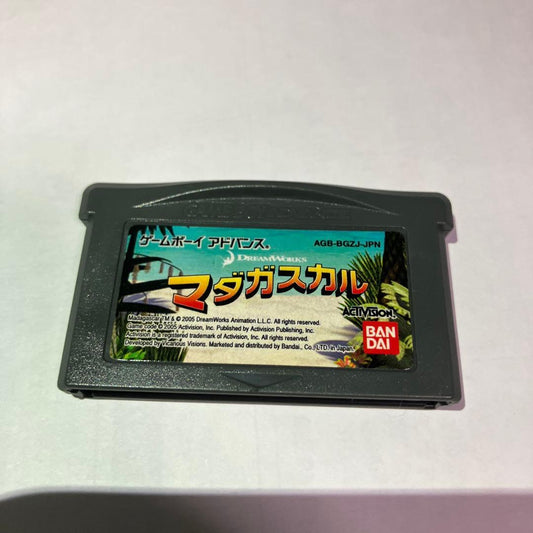 ゲームボーイ アドバンス®
AGB-BGZJ-JPN
DREAMWORKS
マダガスカル
Madagascar TM & © 2005 DreamWorks Animation L.L.C. All rights reserved.
Game code © 2005 Activision, Inc. Published by Activision Publishing, Inc.
Activision is a registered trademark of Activision, Inc. All rights reserved.
Developed by Vicarious Visions. Marketed and distributed by Bandai., Co., LTD. in Japan.
ACTIVISION.
BAN
DAI